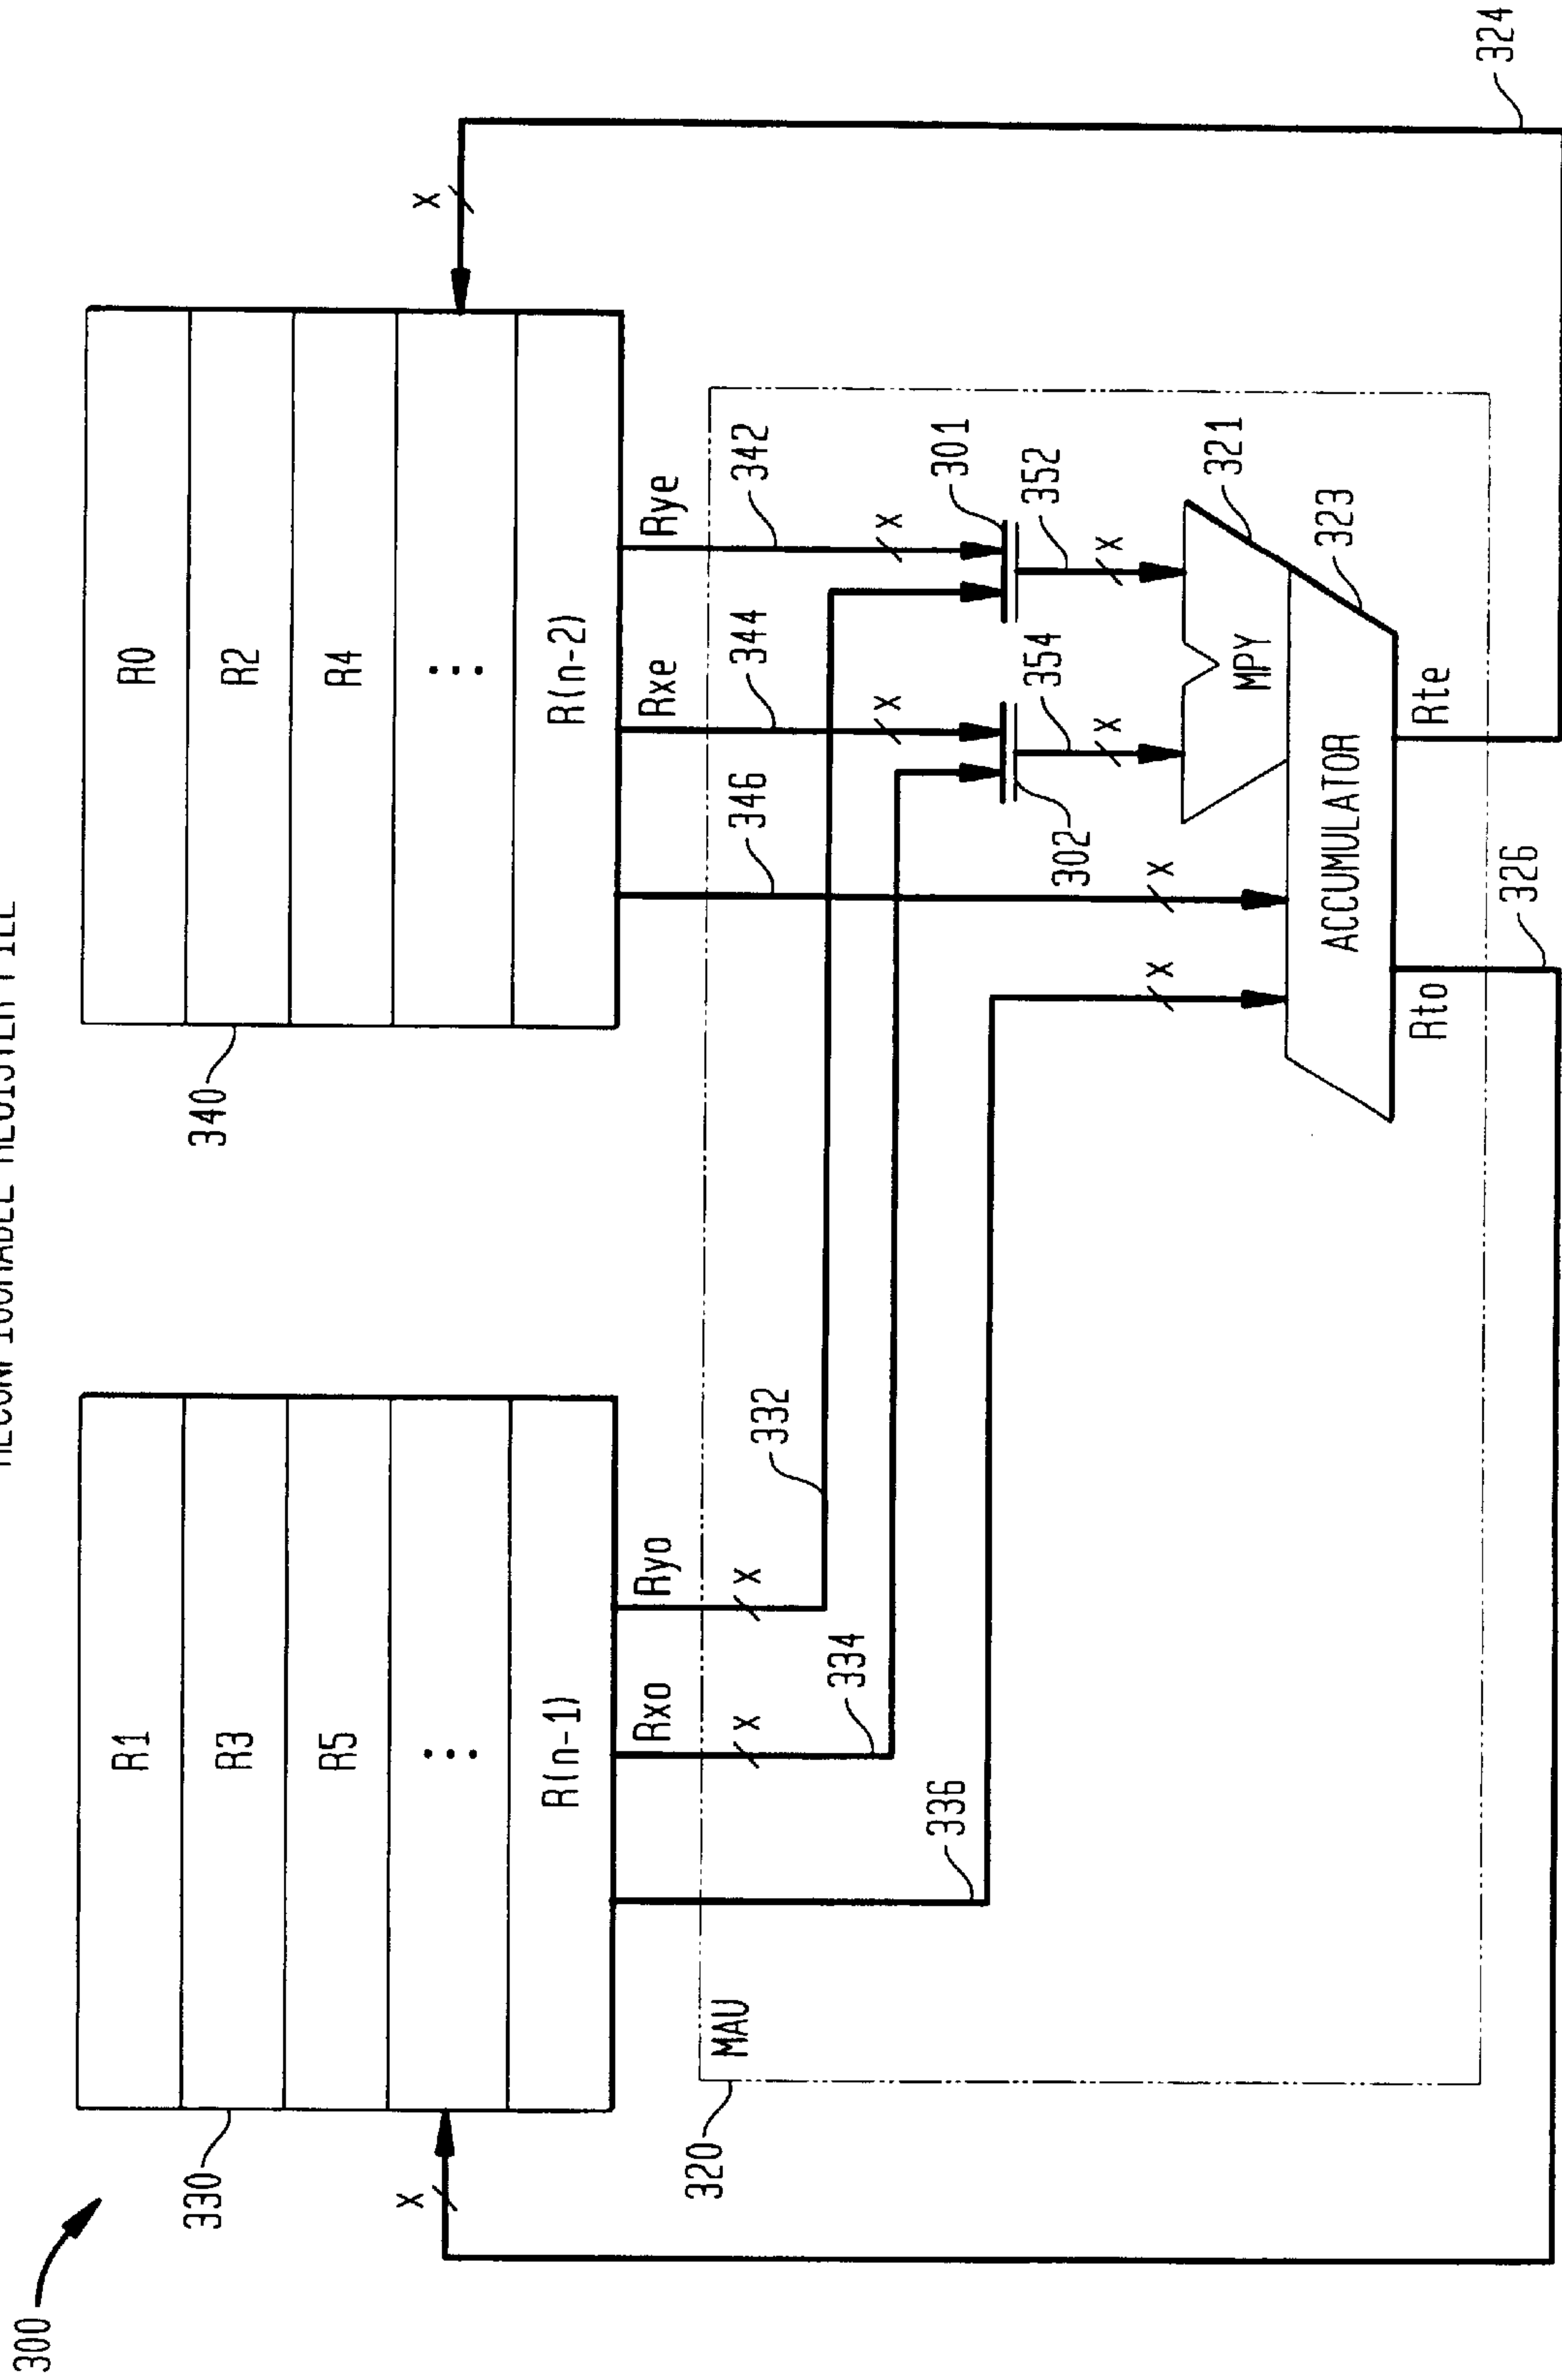 RECONFIGURABLE REGISTER FILE
300
330
R1
R3
R5
⋮
R(n-1)
X
340
R0
R2
R4
⋮
R(n-2)
X
Rxo
Ryo
Rxe
Rye
320
MAU
X
X
332
334
336
346
344
342
X
X
302
301
354
352
X
X
X
X
MPY
321
ACCUMULATOR
323
Rto
Rte
326
324